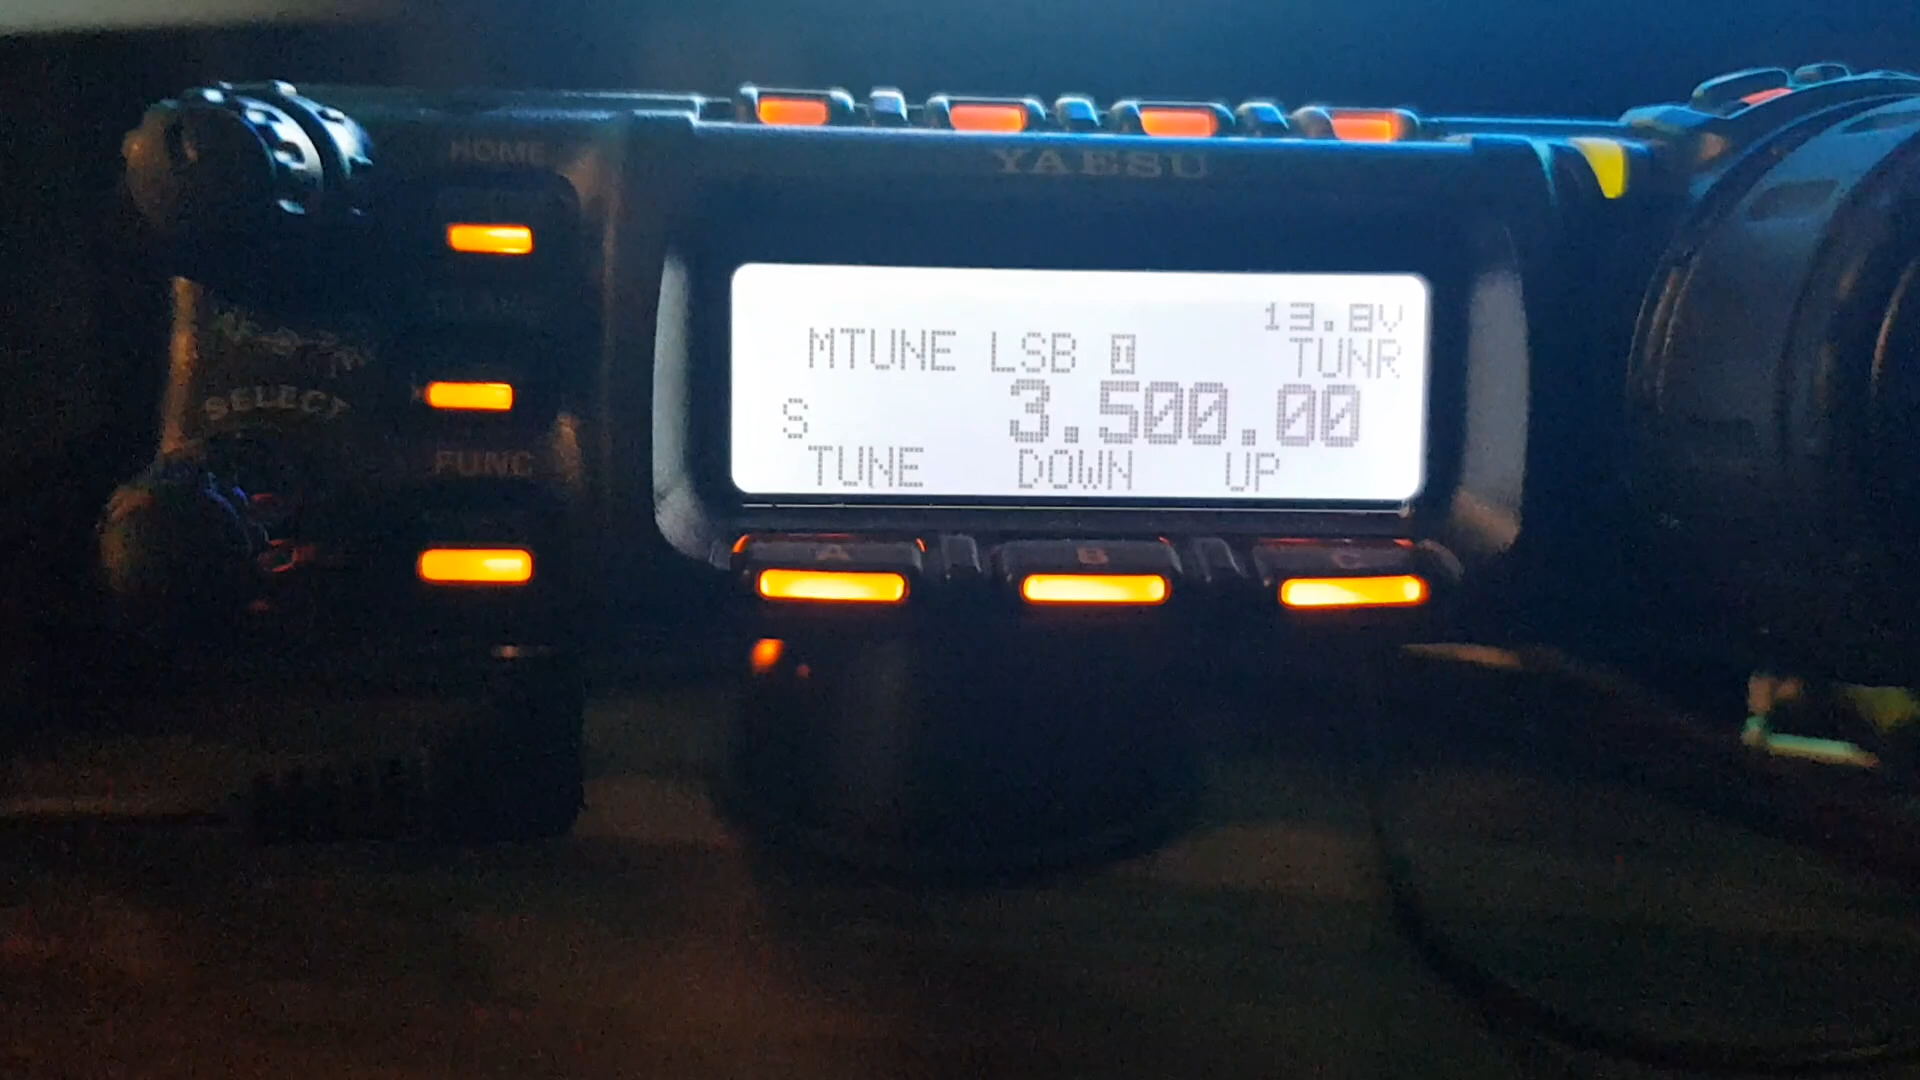 HOME
YAESU
13.8V
MTUNE LSB
TUNR
SELECT
S 3.500.00
FUNC
TUNE DOWN UP
A B C